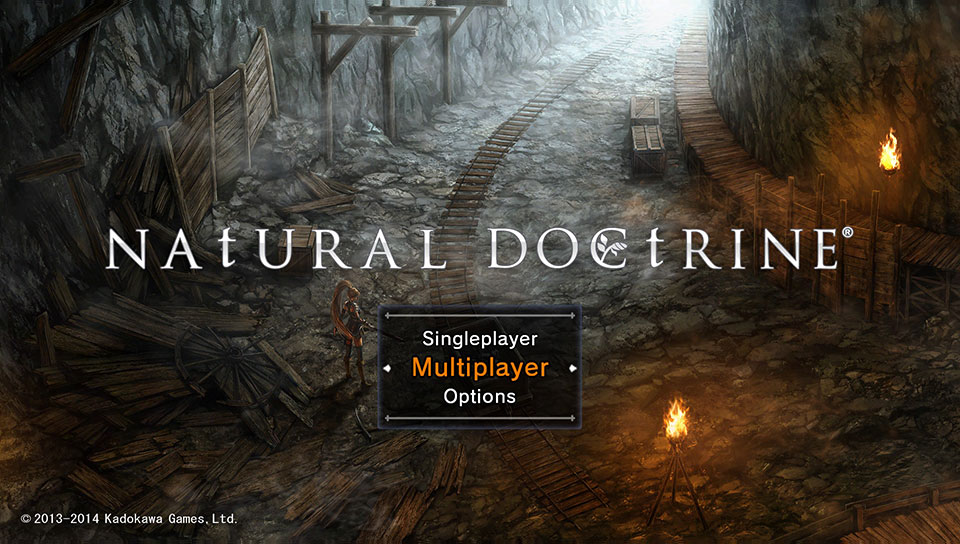 NAtURAL DOCtRINE®
Singleplayer
Multiplayer
Options
© 2013-2014 Kadokawa Games,Ltd.